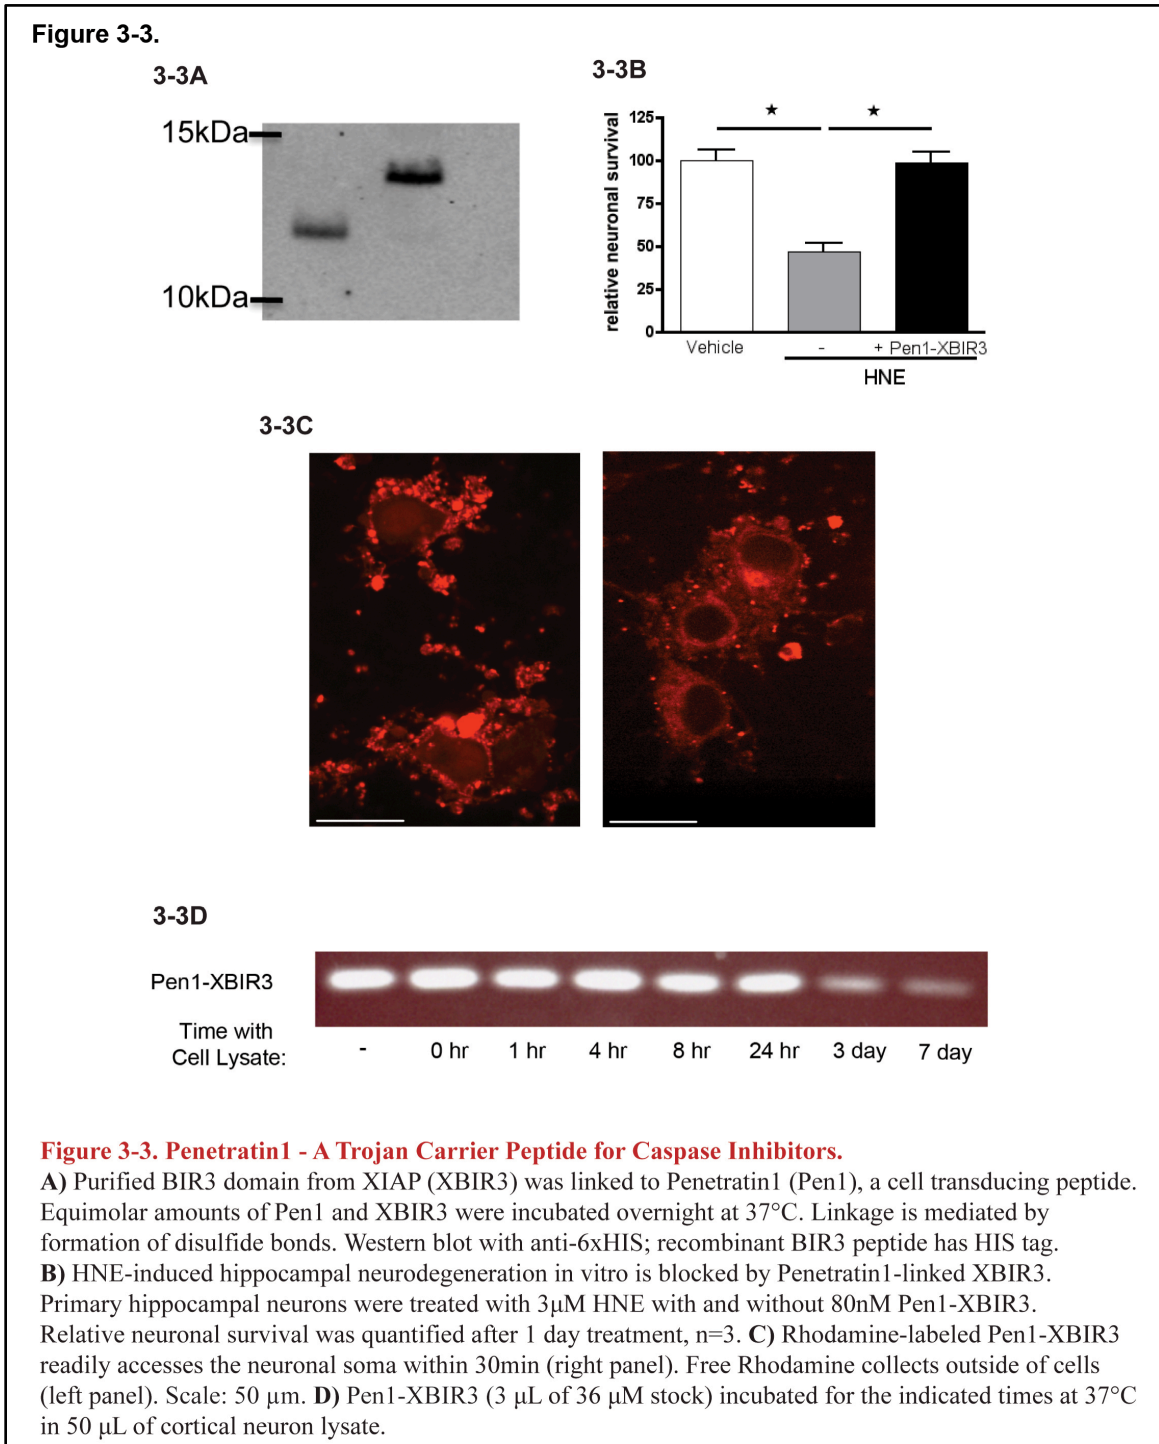 Figure 3-3.
3-3A
15kDa
10kDa
3-3B
relative neuronal survival
125
100
75
50
25
0
★ ★
Vehicle - + Pen1-XBIR3
HNE
3-3C
3-3D
Pen1-XBIR3
Time with
Cell Lysate:
- 0 hr 1 hr 4 hr 8 hr 24 hr 3 day 7 day
Figure 3-3. Penetratin1 - A Trojan Carrier Peptide for Caspase Inhibitors.
A) Purified BIR3 domain from XIAP (XBIR3) was linked to Penetratin1 (Pen1), a cell transducing peptide.
Equimolar amounts of Pen1 and XBIR3 were incubated overnight at 37°C. Linkage is mediated by
formation of disulfide bonds. Western blot with anti-6xHIS; recombinant BIR3 peptide has HIS tag.
B) HNE-induced hippocampal neurodegeneration in vitro is blocked by Penetratin1-linked XBIR3.
Primary hippocampal neurons were treated with 3μM HNE with and without 80nM Pen1-XBIR3.
Relative neuronal survival was quantified after 1 day treatment, n=3. C) Rhodamine-labeled Pen1-XBIR3
readily accesses the neuronal soma within 30min (right panel). Free Rhodamine collects outside of cells
(left panel). Scale: 50 μm. D) Pen1-XBIR3 (3 μL of 36 μM stock) incubated for the indicated times at 37°C
in 50 μL of cortical neuron lysate.